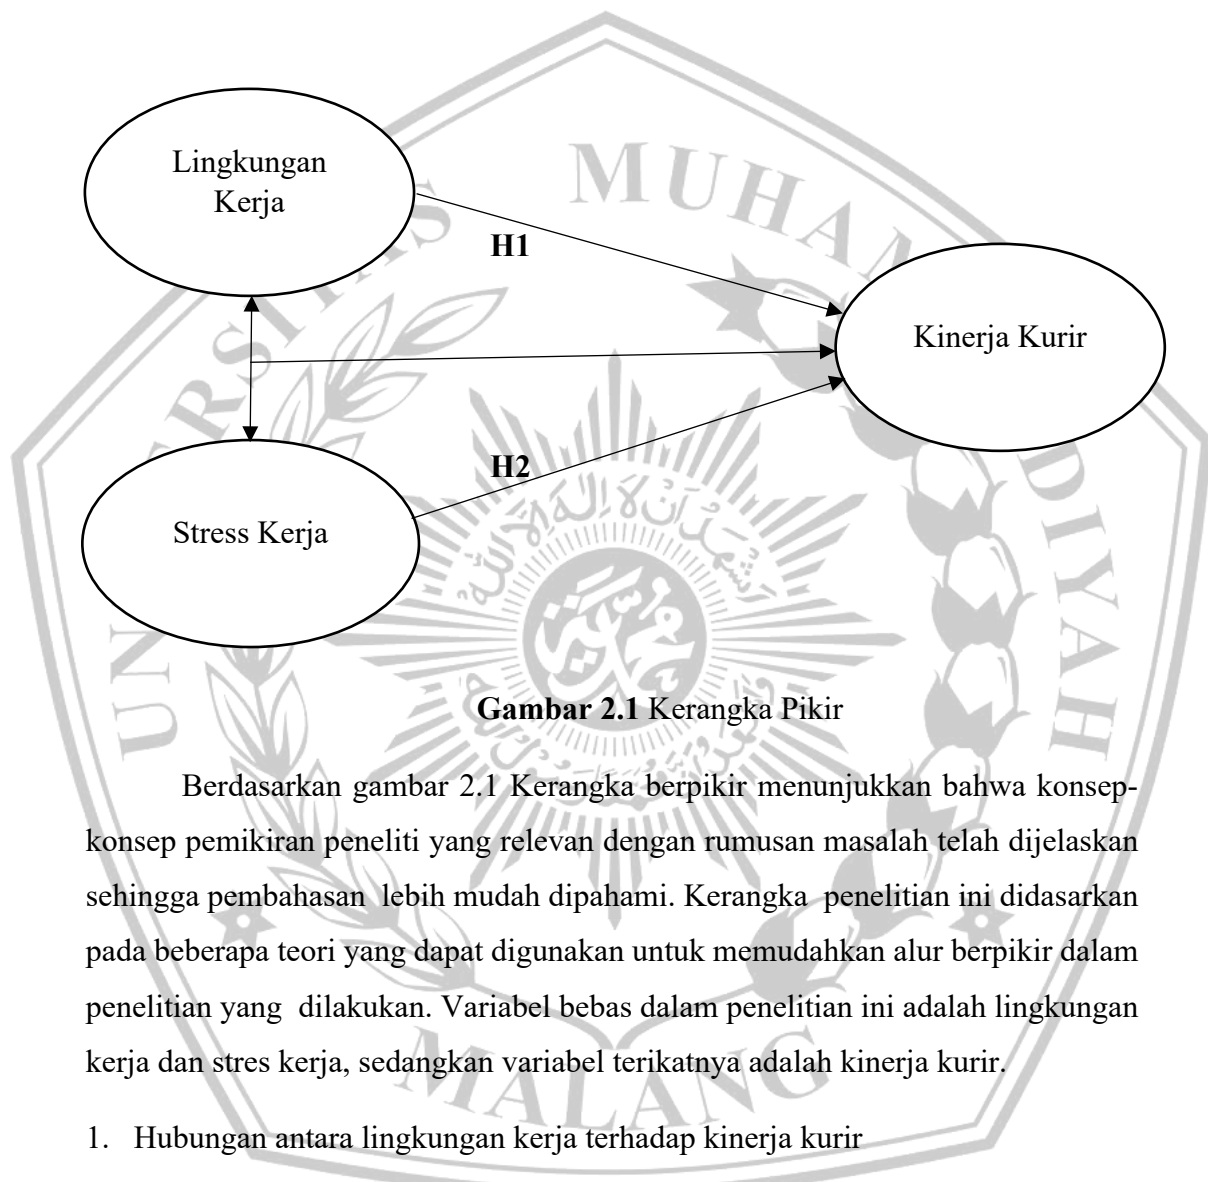 Lingkungan
Kerja
H1
Kinerja Kurir
H2
Stress Kerja
UNIVERSITAS MUHAMMADIYAH
MALANG
Gambar 2.1 Kerangka Pikir
Berdasarkan gambar 2.1 Kerangka berpikir menunjukkan bahwa konsep-
konsep pemikiran peneliti yang relevan dengan rumusan masalah telah dijelaskan
sehingga pembahasan lebih mudah dipahami. Kerangka penelitian ini didasarkan
pada beberapa teori yang dapat digunakan untuk memudahkan alur berpikir dalam
penelitian yang dilakukan. Variabel bebas dalam penelitian ini adalah lingkungan
kerja dan stres kerja, sedangkan variabel terikatnya adalah kinerja kurir.
1. Hubungan antara lingkungan kerja terhadap kinerja kurir